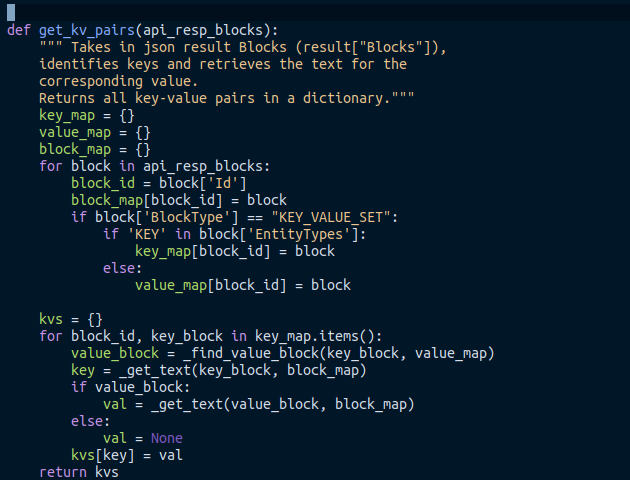 def get_kv_pairs(api_resp_blocks):
    """ Takes in json result Blocks (result["Blocks"]),
    identifies keys and retrieves the text for the
    corresponding value.
    Returns all key-value pairs in a dictionary."""
    key_map = {}
    value_map = {}
    block_map = {}
    for block in api_resp_blocks:
        block_id = block['Id']
        block_map[block_id] = block
        if block['BlockType'] == "KEY_VALUE_SET":
            if 'KEY' in block['EntityTypes']:
                key_map[block_id] = block
            else:
                value_map[block_id] = block

    kvs = {}
    for block_id, key_block in key_map.items():
        value_block = _find_value_block(key_block, value_map)
        key = _get_text(key_block, block_map)
        if value_block:
            val = _get_text(value_block, block_map)
        else:
            val = None
        kvs[key] = val
    return kvs